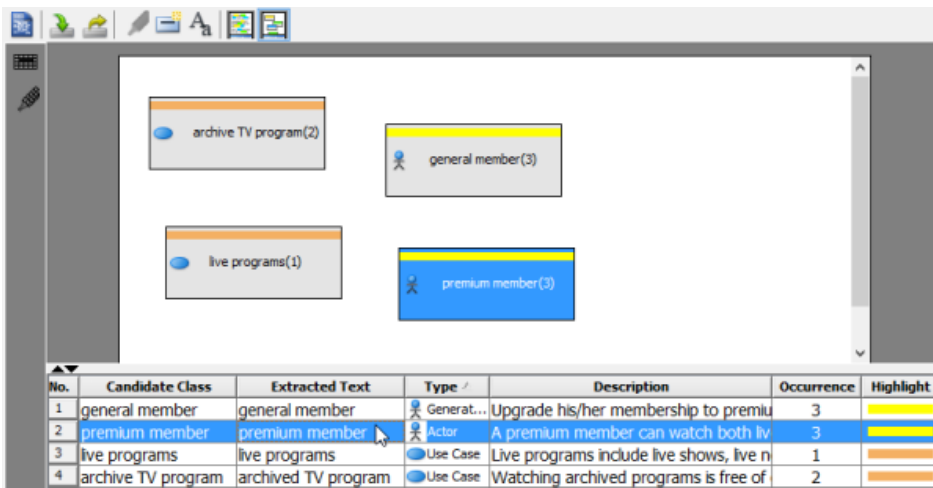 archive TV program(2)
general member(3)
live programs(1)
premium member(3)
No. Candidate Class Extracted Text Type Description Occurrence Highlight
1 general member general member Generat... Upgrade his/her membership to premiu 3
2 premium member premium member Actor A premium member can watch both liv 3
3 live programs live programs Use Case Live programs include live shows, live n 1
4 archive TV program archived TV program Use Case Watching archived programs is free of 2